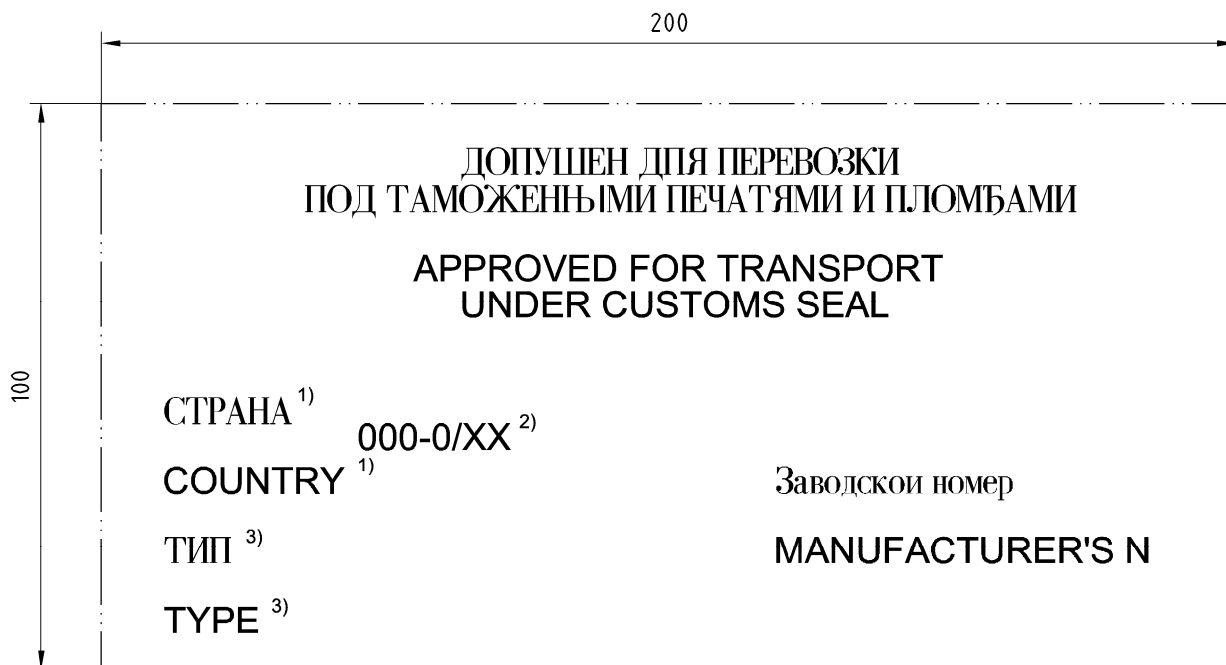 200
ДОПУШЕН ДПЯ ПЕРЕВОЗКИ
ПОД ТАМОЖЕННЫМИ ПЕЧАТЯМИ И ПЛОМЂАМИ
APPROVED FOR TRANSPORT
UNDER CUSTOMS SEAL
100
СТРАНА 1)
000-0/XX 2)
COUNTRY 1)
Заводскои номер
ТИП 3)
MANUFACTURER'S N
TYPE 3)